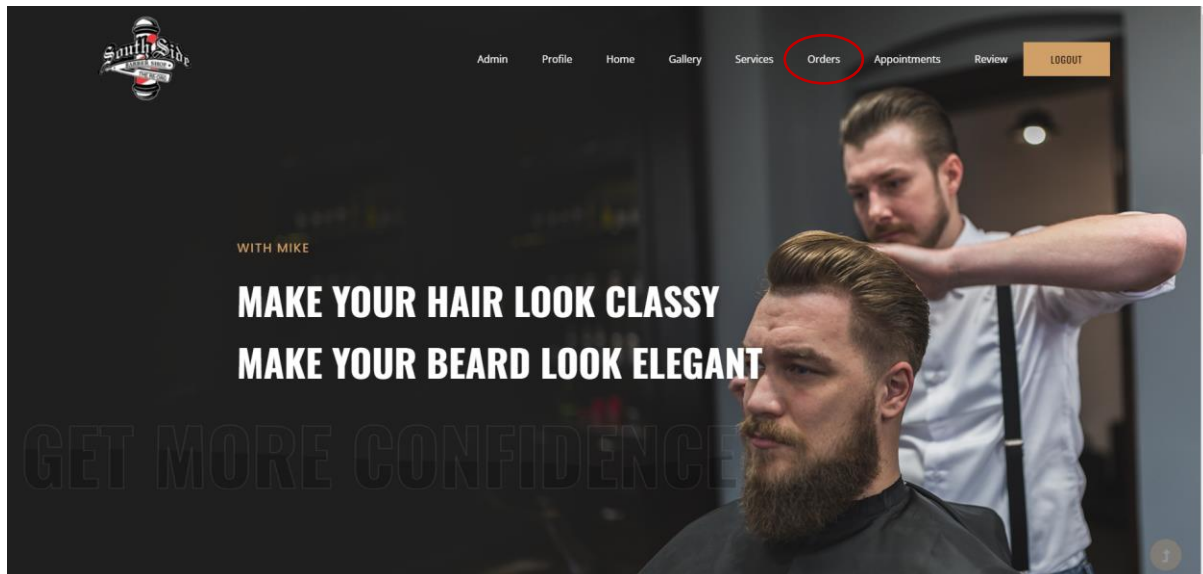 South Side
BARBER SHOP
Admin
Profile
Home
Gallery
Services
Orders
Appointments
Review
LOGOUT
WITH MIKE
MAKE YOUR HAIR LOOK CLASSY
MAKE YOUR BEARD LOOK ELEGANT
GET MORE CONFIDENCE